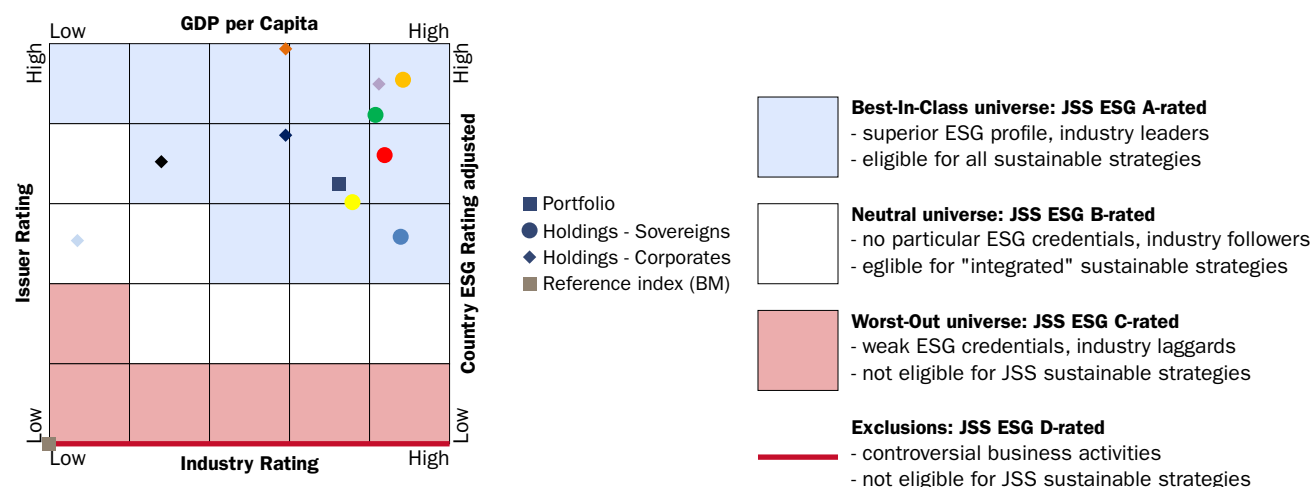 GDP per Capita
Low
High
High
High
Issuer Rating
Country ESG Rating adjusted
Low
Low
Low
High
Industry Rating
Portfolio
Holdings - Sovereigns
Holdings - Corporates
Reference index (BM)
Best-In-Class universe: JSS ESG A-rated
- superior ESG profile, industry leaders
- eligible for all sustainable strategies
Neutral universe: JSS ESG B-rated
- no particular ESG credentials, industry followers
- eglible for "integrated" sustainable strategies
Worst-Out universe: JSS ESG C-rated
- weak ESG credentials, industry laggards
- not eligible for JSS sustainable strategies
Exclusions: JSS ESG D-rated
- controversial business activities
- not eligible for JSS sustainable strategies